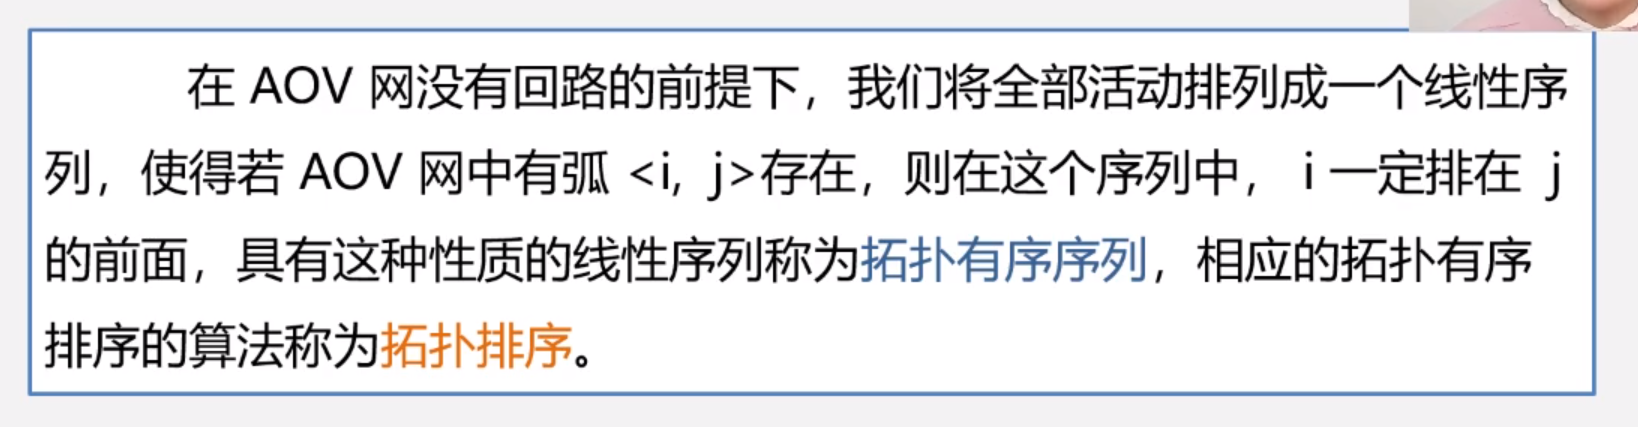 在 AOV 网没有回路的前提下，我们将全部活动排列成一个线性序
列，使得若 AOV 网中有弧 <i, j>存在，则在这个序列中， i 一定排在 j
的前面，具有这种性质的线性序列称为拓扑有序序列，相应的拓扑有序
排序的算法称为拓扑排序。